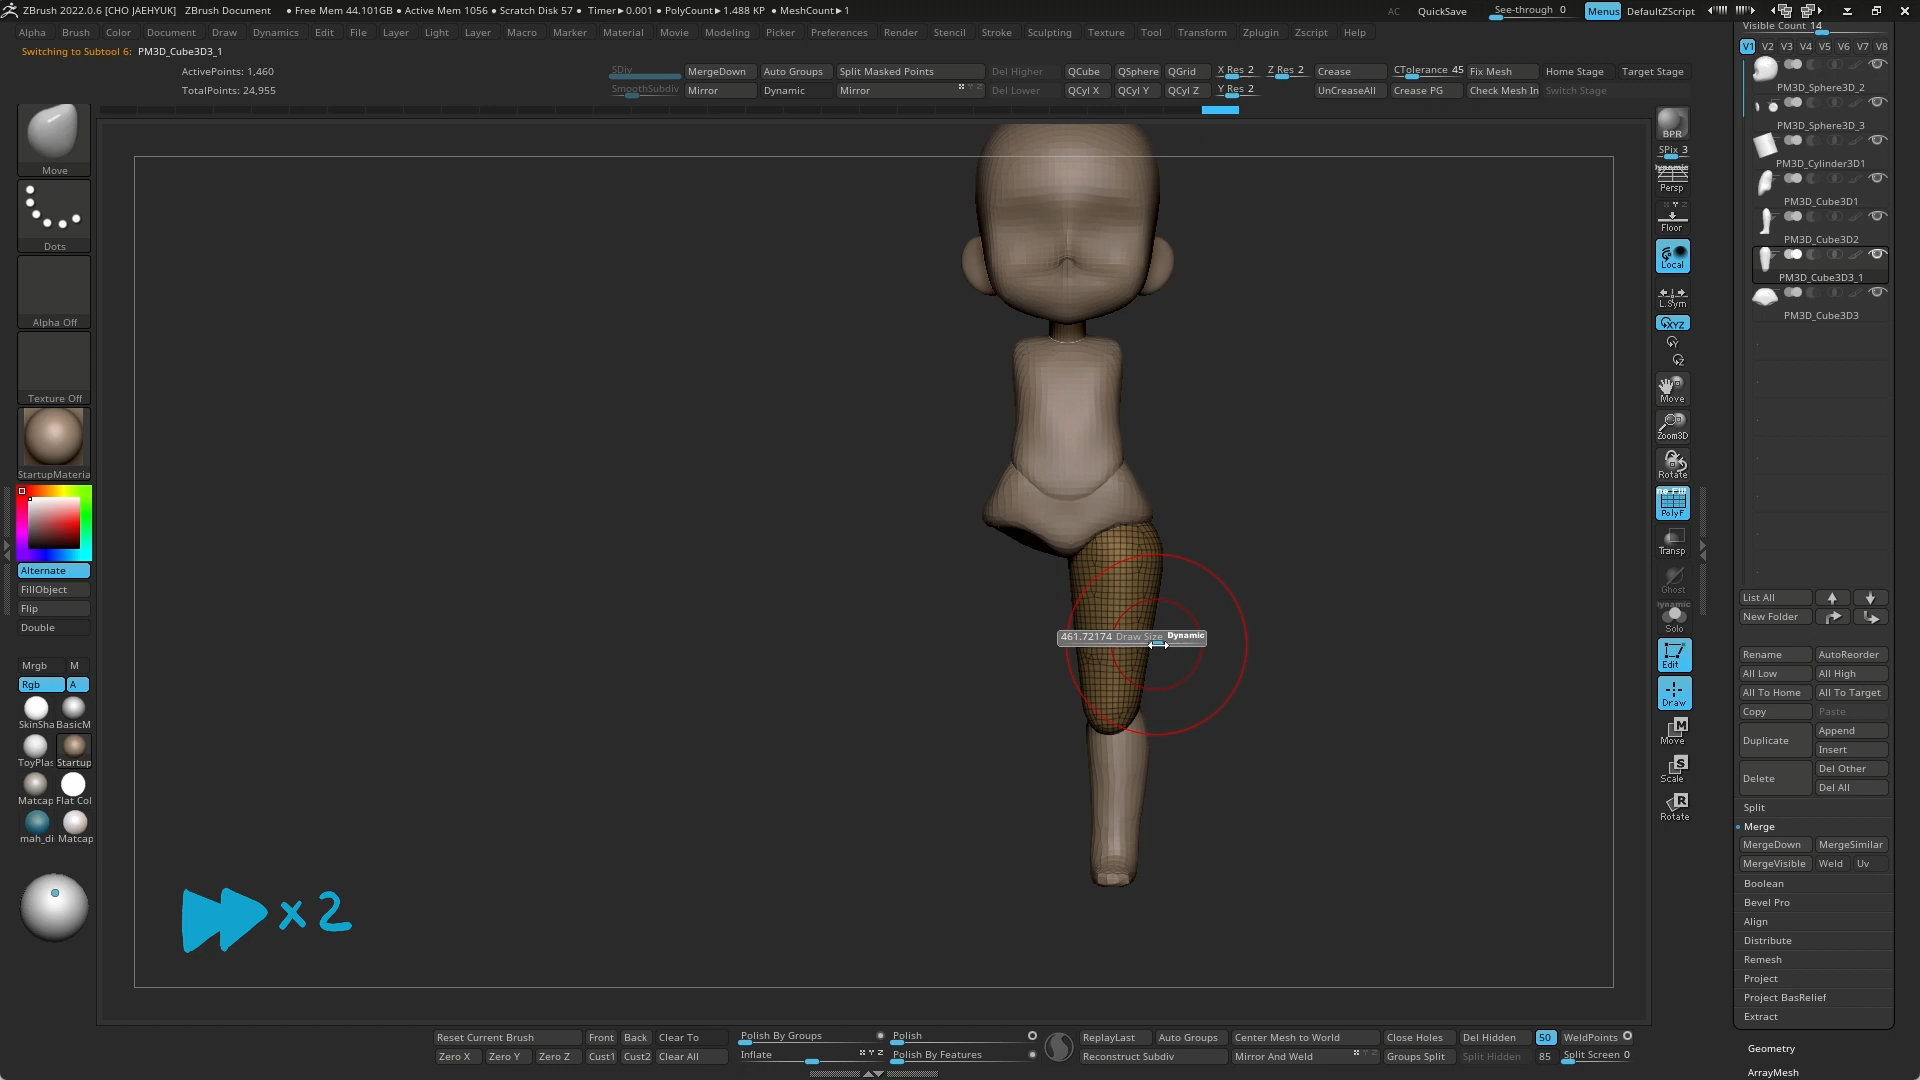 ZBrush 2022.0.6 [CHO JAEHYUK] ZBrush Document • Free Mem 44.101GB • Active Mem 1056 • Scratch Disk 57 • Timer▸0.001 • PolyCount▸1.488 KP • MeshCount▸1 AC QuickSave See-through 0 Menus DefaultZScript
Alpha Brush Color Document Draw Dynamics Edit File Layer Light Layer Macro Marker Material Movie Modeling Picker Preferences Render Stencil Stroke Sculpting Texture Tool Transform Zplugin Zscript Help
Switching to Subtool 6: PM3D_Cube3D3_1
ActivePoints: 1,460
TotalPoints: 24,955
SDiv MergeDown Auto Groups Split Masked Points Del Higher QCube QSphere QGrid X Res 2 Z Res 2 Crease CTolerance 45 Fix Mesh Home Stage Target Stage
SmoothSubdiv Mirror Dynamic Mirror Del Lower QCyl X QCyl Y QCyl Z Y Res 2 UnCreaseAll Crease PG Check Mesh In Switch Stage
Move
Dots
Alpha Off
Texture Off
StartupMateria
Alternate
FillObject
Flip
Double
Mrgb M
Rgb A
SkinSha BasicM
ToyPlas Startup
Matcap Flat Col
mah_di Matcap
x 2
461.72174 Draw Size Dynamic
BPR
SPix 3
Dynamic
Persp
Floor
Local
L.Sym
XYZ
Y
Z
Move
Zoom3D
Rotate
PolyF
Transp
Ghost
Dynamic
Solo
Edit
Draw
M
Move
S
Scale
R
Rotate
Visible Count 14
V1 V2 V3 V4 V5 V6 V7 V8
PM3D_Sphere3D_2
PM3D_Sphere3D_3
PM3D_Cylinder3D1
PM3D_Cube3D1
PM3D_Cube3D2
PM3D_Cube3D3_1
PM3D_Cube3D3
List All
New Folder
Rename AutoReorder
All Low All High
All To Home All To Target
Copy Paste
Duplicate Append
Insert
Delete Del Other
Del All
Split
Merge
MergeDown MergeSimilar
MergeVisible Weld Uv
Boolean
Bevel Pro
Align
Distribute
Remesh
Project
Project BasRelief
Extract
Geometry
ArrayMesh
Reset Current Brush Front Back Clear To Polish By Groups Polish ReplayLast Auto Groups Center Mesh to World Close Holes Del Hidden 50 WeldPoints
Zero X Zero Y Zero Z Cust1 Cust2 Clear All Inflate X Y Z Polish By Features Reconstruct Subdiv Mirror And Weld Groups Split Split Hidden 85 Split Screen 0